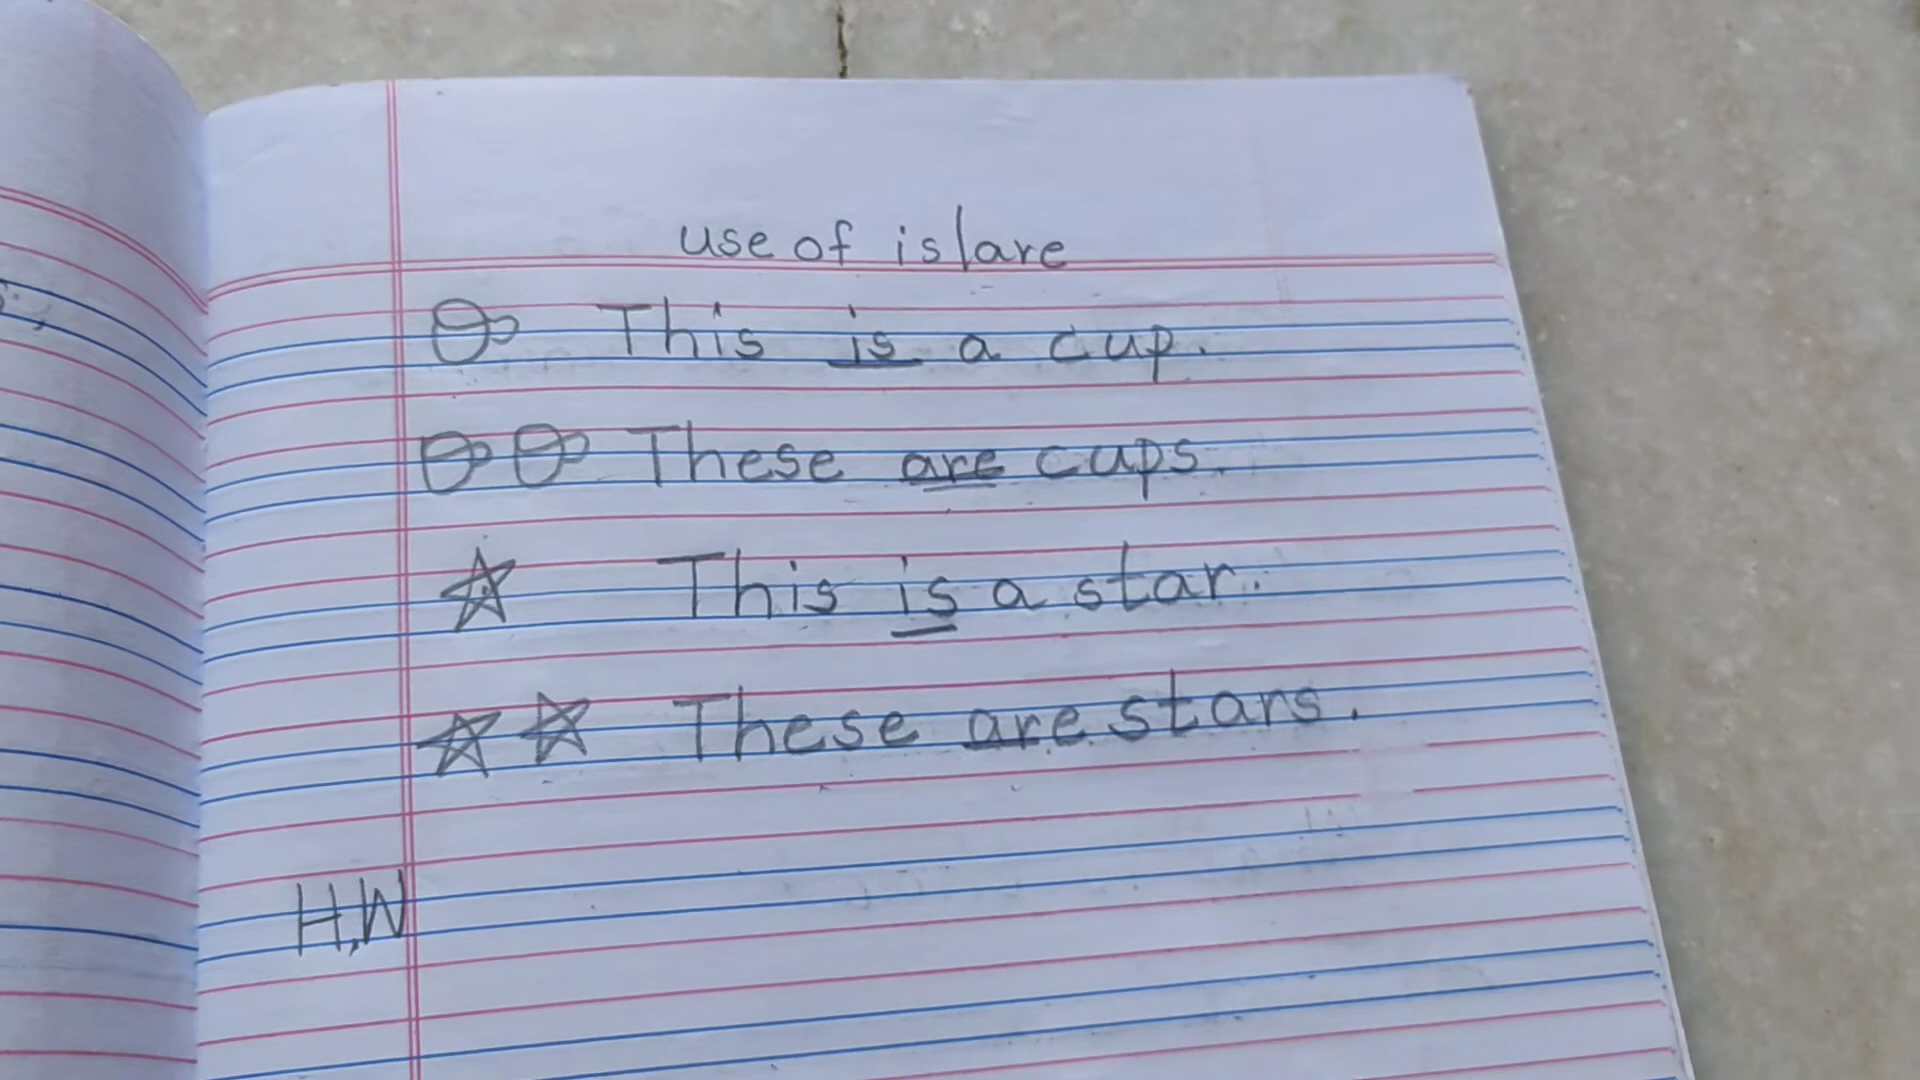 use of is/are
This is a cup.
These are cups.
This is a star.
These are stars.
H.W